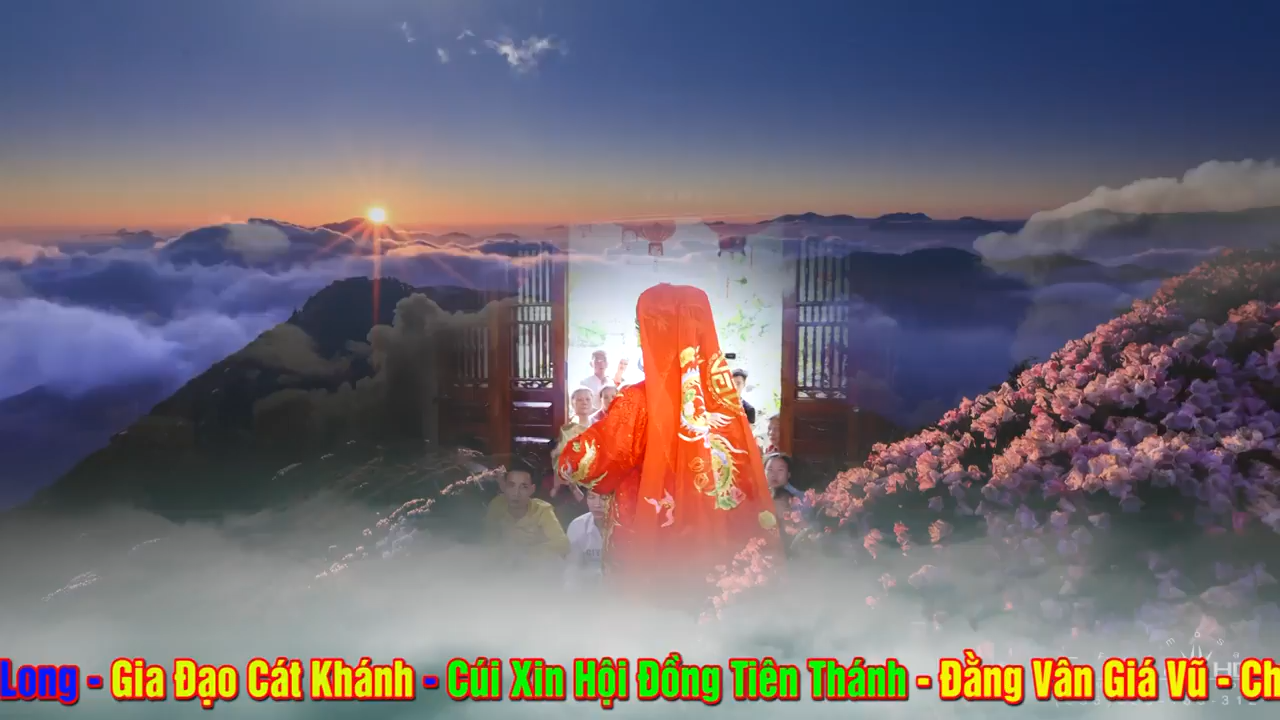 Long - Gia Đạo Cát Khánh - Cúi Xin Hội Đồng Tiên Thánh - Đằng Vân Giá Vũ - Ch